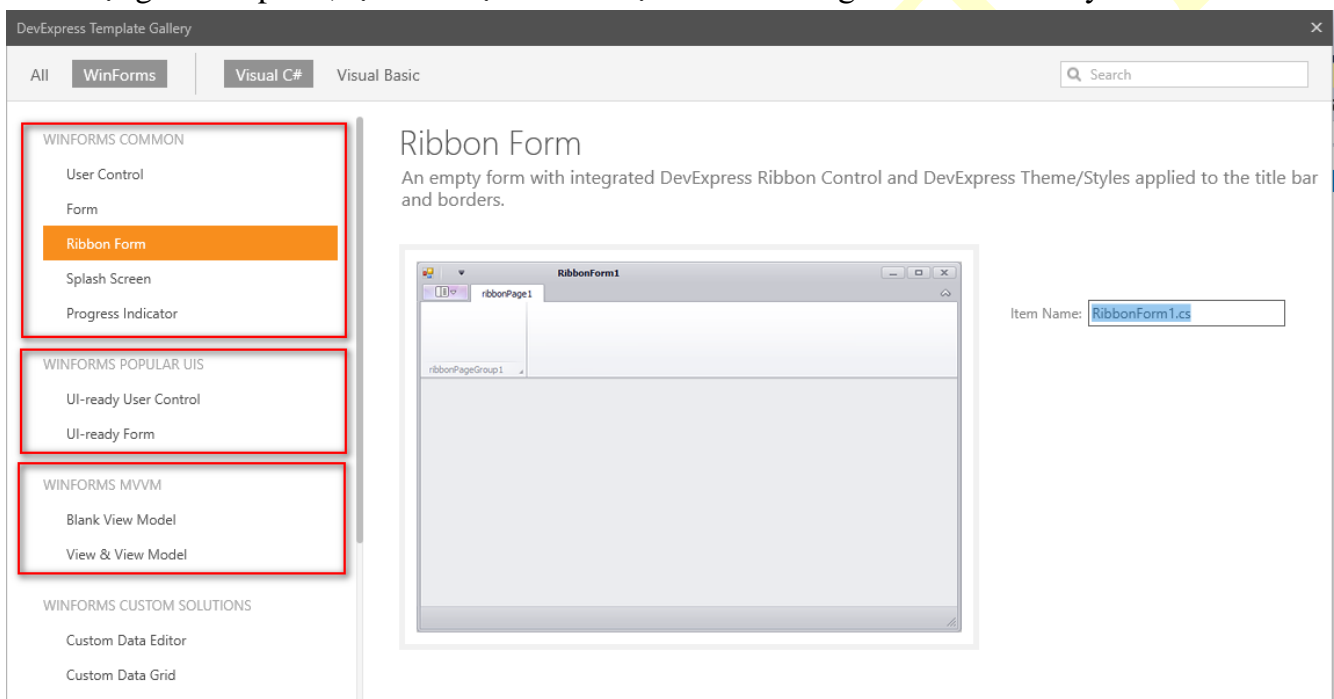 DevExpress Template Gallery
All WinForms Visual C# Visual Basic Search
WINFORMS COMMON
User Control
Form
Ribbon Form
Splash Screen
Progress Indicator
WINFORMS POPULAR UIS
UI-ready User Control
UI-ready Form
WINFORMS MVVM
Blank View Model
View & View Model
WINFORMS CUSTOM SOLUTIONS
Custom Data Editor
Custom Data Grid
Ribbon Form
An empty form with integrated DevExpress Ribbon Control and DevExpress Theme/Styles applied to the title bar
and borders.
RibbonForm1
ribbonPage1
ribbonPageGroup1
Item Name: RibbonForm1.cs